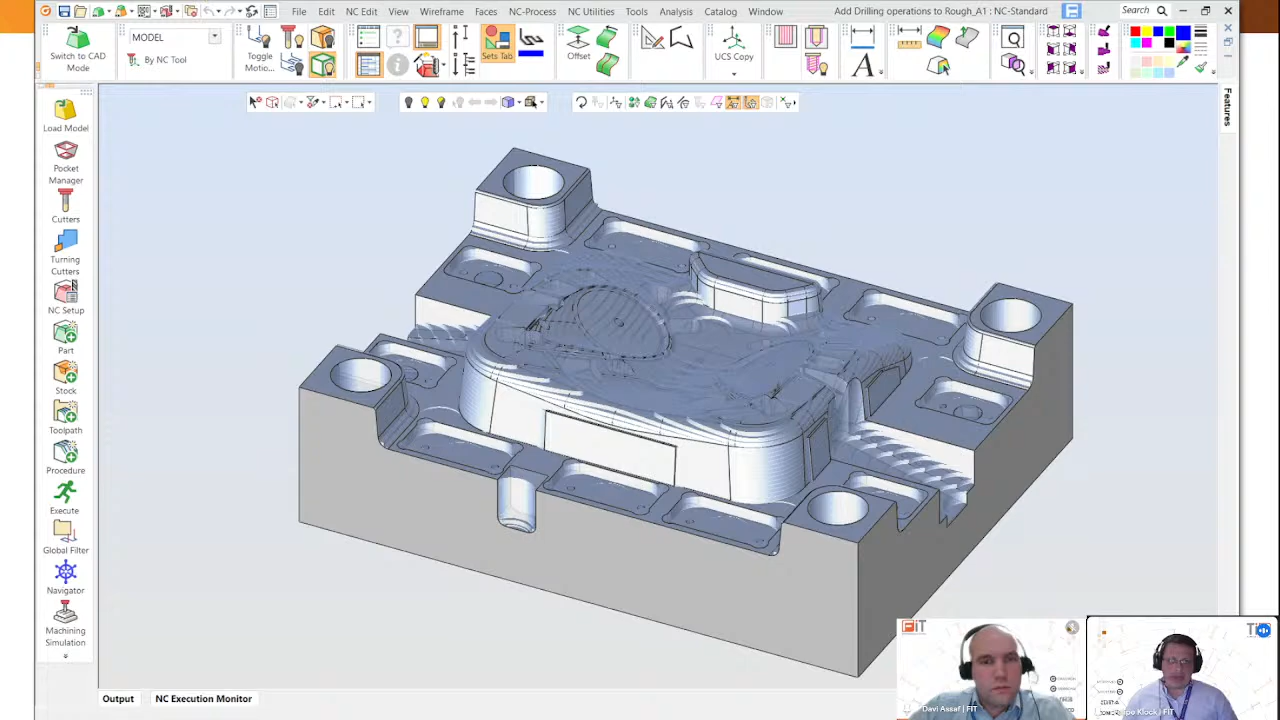 File Edit NC Edit View Wireframe Faces NC-Process NC Utilities Tools Analysis Catalog Window
Add Drilling operations to Rough_A1 : NC-Standard
Search
Switch to CAD
Mode
MODEL
By NC Tool
Toggle
Motio...
Sets Tab
Offset
UCS Copy
A
Features
Load Model
Pocket
Manager
Cutters
Turning
Cutters
NC Setup
Part
Stock
Toolpath
Procedure
Execute
Global Filter
Navigator
Machining
Simulation
Output
NC Execution Monitor
FiT
Davi Assaf | FIT
Klock | FIT